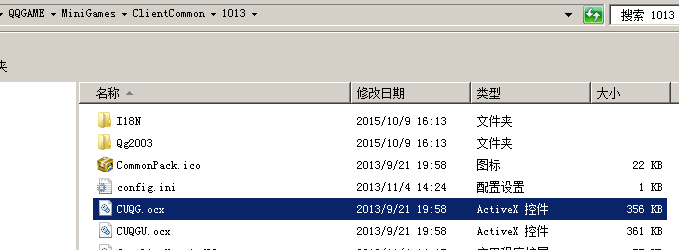 QQGAME MiniGames ClientCommon 1013 搜索 1013
夹
名称 修改日期 类型 大小
I18N 2015/10/9 16:13 文件夹
Qg2003 2015/10/9 16:13 文件夹
CommonPack.ico 2013/9/21 19:58 图标 22 KB
config.ini 2013/11/4 14:24 配置设置 1 KB
CUQG.ocx 2013/9/21 19:58 ActiveX 控件 356 KB
CUQGU.ocx 2013/9/21 19:58 ActiveX 控件 361 KB